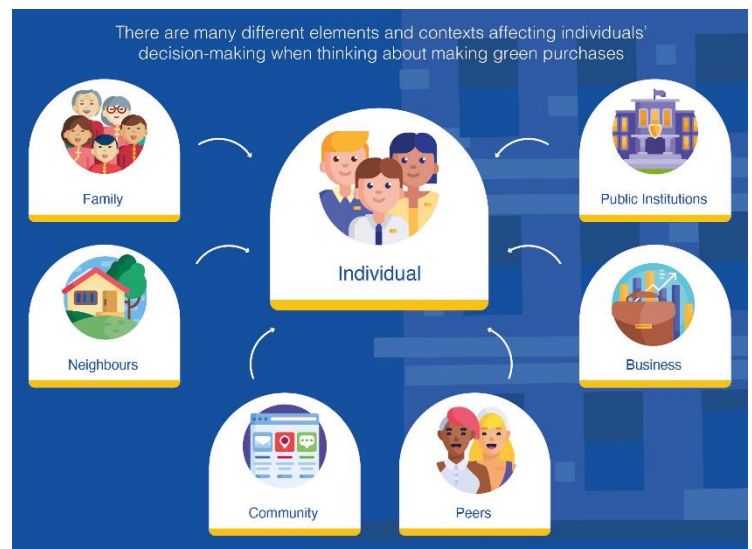 There are many different elements and contexts affecting individuals'
decision-making when thinking about making green purchases
Family
Public Institutions
Individual
Neighbours
Business
Community
Peers